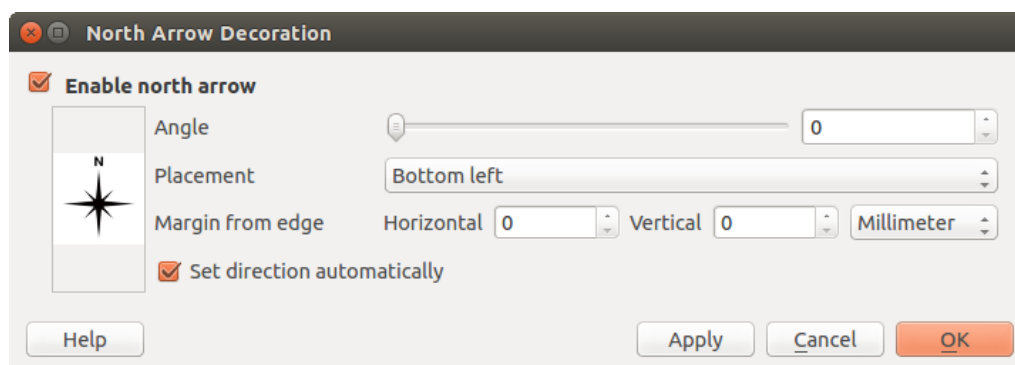 North Arrow Decoration
Enable north arrow
Angle 0
N
Placement Bottom left
Margin from edge Horizontal 0 Vertical 0 Millimeter
Set direction automatically
Help Apply Cancel OK